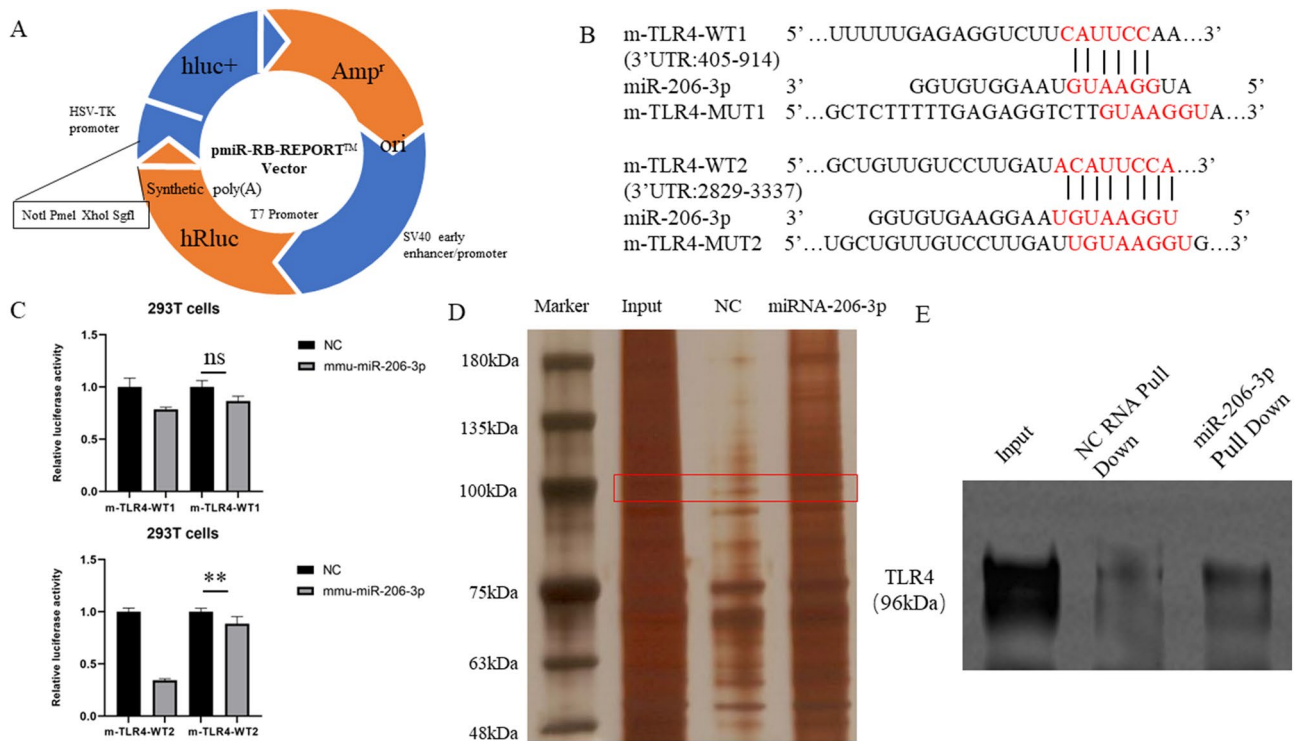 A
hluc+
Ampʳ
HSV-TK
promoter
pmiR-RB-REPORT™
Vector
ori
Synthetic poly(A)
T7 Promoter
NotI PmeI XhoI SgfI
hRluc
SV40 early
enhancer/promoter
B
m-TLR4-WT1 5’…UUUUUGAGAGGUCUUCAUUCCAA…3’
(3’UTR:405-914)
miR-206-3p 3’ GGUGUGGAAUGUAAGGUA 5’
m-TLR4-MUT1 5’…GCTCTTTTTGAGAGGTCTTGUAAGGUA…3’
m-TLR4-WT2 5’…GCUGUUGUCCUUGAUACAUUCCA…3’
(3’UTR:2829-3337)
miR-206-3p 3’ GGUGUGAAGGAAUGUAAGGU 5’
m-TLR4-MUT2 5’…UGCUGUUGUCCUUGAUUGUAAGGUG…3’
C
293T cells
Relative luciferase activity
1.5
1.0
0.5
0.0
ns
NC
mmu-miR-206-3p
m-TLR4-WT1 m-TLR4-WT1
293T cells
Relative luciferase activity
1.5
1.0
0.5
0.0
**
NC
mmu-miR-206-3p
m-TLR4-WT2 m-TLR4-WT2
D
Marker Input NC miRNA-206-3p
180kDa
135kDa
100kDa
75kDa
63kDa
48kDa
E
Input
NC RNA Pull
Down
miR-206-3p
Pull Down
TLR4
(96kDa)